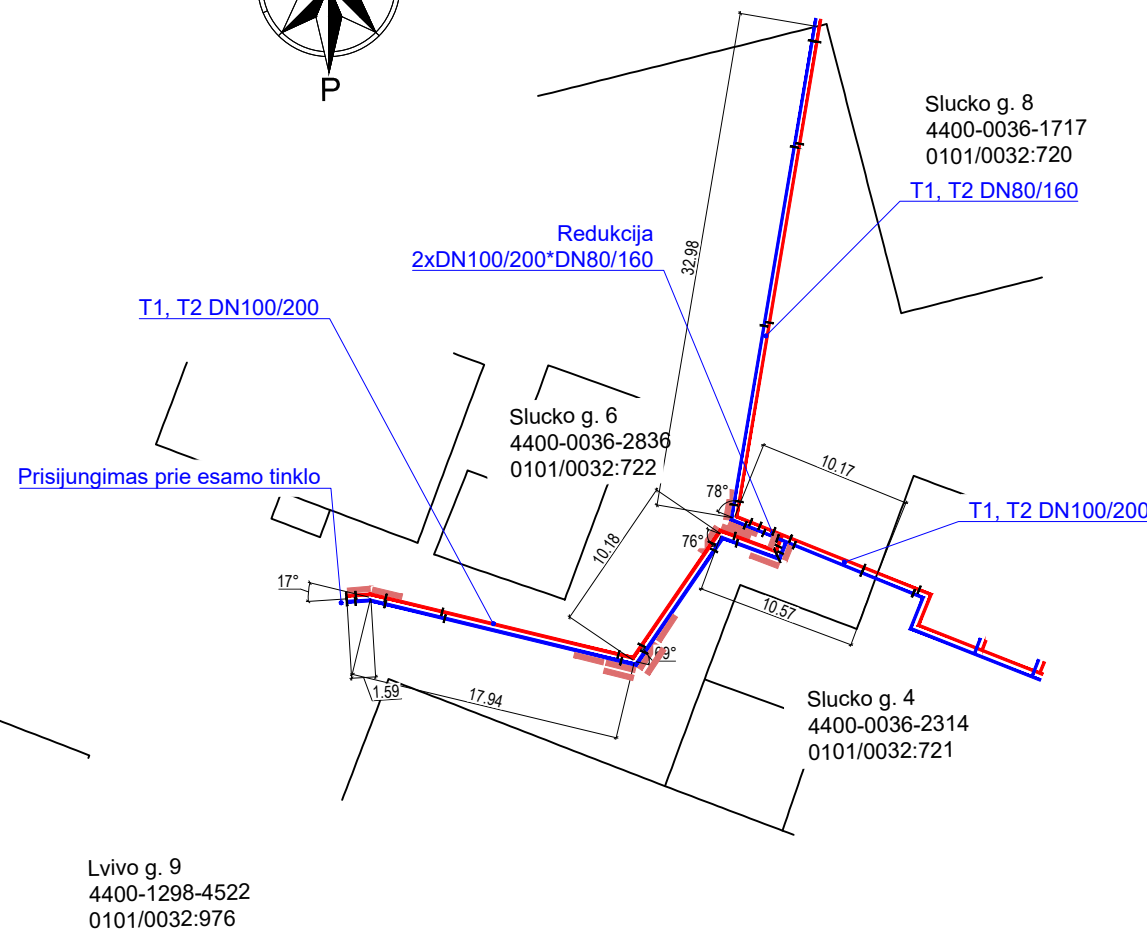 P
Slucko g. 8
4400-0036-1717
0101/0032:720
T1, T2 DN80/160
Redukcija
2xDN100/200*DN80/160
32.98
T1, T2 DN100/200
Slucko g. 6
4400-0036-2836
0101/0032:722
10.17
Prisijungimas prie esamo tinklo
78°
T1, T2 DN100/200
76°
10.18
17°
10.57
69°
1.59
17.94
Slucko g. 4
4400-0036-2314
0101/0032:721
Lvivo g. 9
4400-1298-4522
0101/0032:976